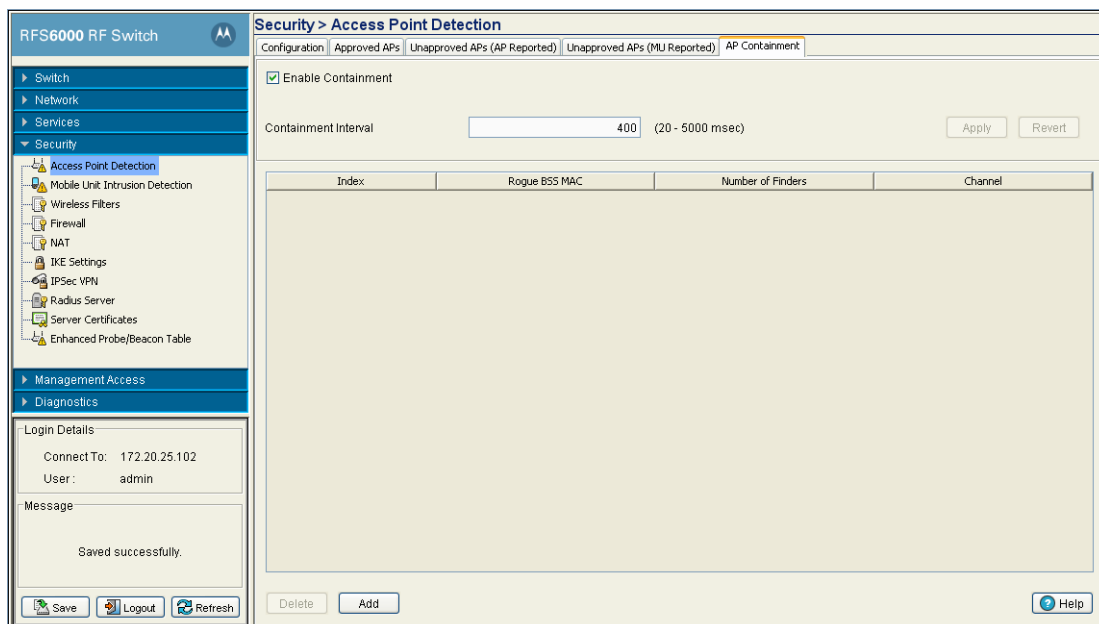 RFS6000 RF Switch
Switch
Network
Services
Security
Access Point Detection
Mobile Unit Intrusion Detection
Wireless Filters
Firewall
NAT
IKE Settings
IPSec VPN
Radius Server
Server Certificates
Enhanced Probe/Beacon Table
Management Access
Diagnostics
Login Details
Connect To: 172.20.25.102
User : admin
Message
Saved successfully.
Save Logout Refresh
Security > Access Point Detection
Configuration Approved APs Unapproved APs (AP Reported) Unapproved APs (MU Reported) AP Containment
Enable Containment
Containment Interval 400 (20 - 5000 msec) Apply Revert
Index Rogue BSS MAC Number of Finders Channel
Delete Add Help